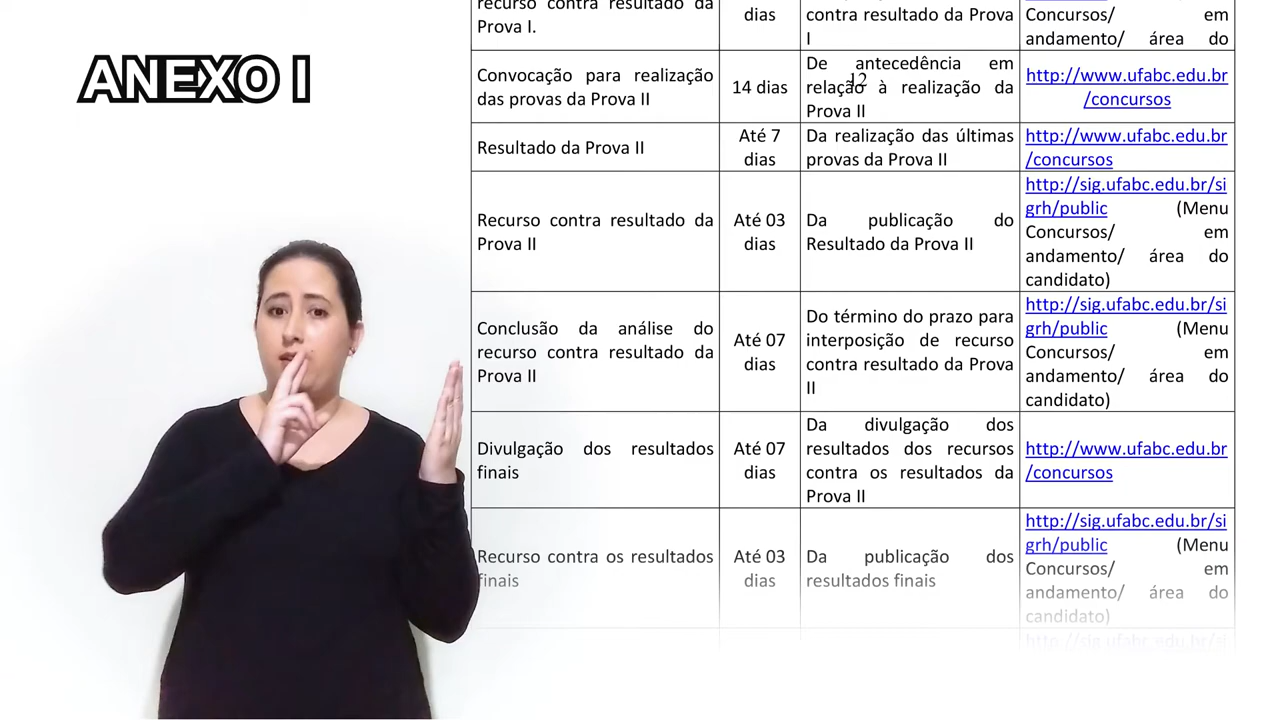 ANEXO I
recurso contra resultado da
Prova I.
dias
contra resultado da Prova
I
Concursos/ em
andamento/ área do
Convocação para realização
das provas da Prova II
14 dias
De antecedência em
relação à realização da
Prova II
12
http://www.ufabc.edu.br
/concursos
Resultado da Prova II
Até 7
dias
Da realização das últimas
provas da Prova II
http://www.ufabc.edu.br
/concursos
Recurso contra resultado da
Prova II
Até 03
dias
Da publicação do
Resultado da Prova II
http://sig.ufabc.edu.br/si
grh/public (Menu
Concursos/ em
andamento/ área do
candidato)
Conclusão da análise do
recurso contra resultado da
Prova II
Até 07
dias
Do término do prazo para
interposição de recurso
contra resultado da Prova
II
http://sig.ufabc.edu.br/si
grh/public (Menu
Concursos/ em
andamento/ área do
candidato)
Divulgação dos resultados
finais
Até 07
dias
Da divulgação dos
resultados dos recursos
contra os resultados da
Prova II
http://www.ufabc.edu.br
/concursos
Recurso contra os resultados
finais
Até 03
dias
Da publicação dos
resultados finais
http://sig.ufabc.edu.br/si
grh/public (Menu
Concursos/ em
andamento/ área do
candidato)
http://sig.ufabc.edu.br/si